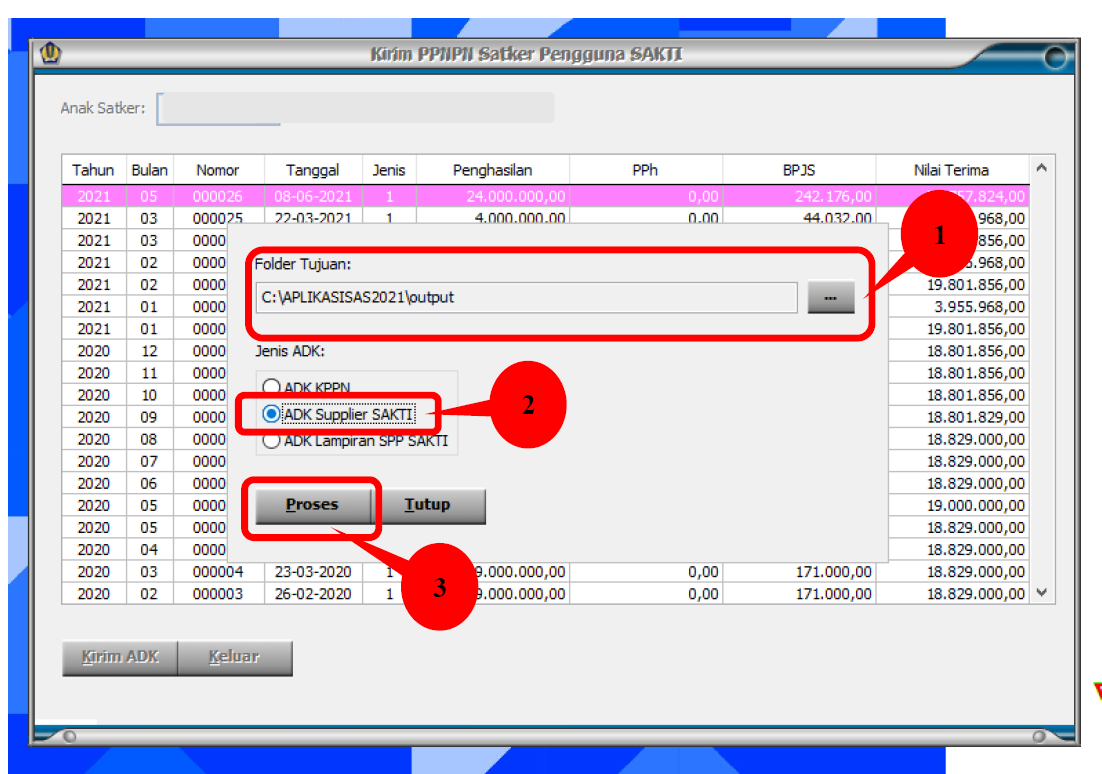 Kirim PPNPN Satker Pengguna SAKTI
Anak Satker:
Tahun Bulan Nomor Tanggal Jenis Penghasilan PPh BPJS Nilai Terima
2021 05 000026 08-06-2021 1 24.000.000,00 0,00 242.176,00 57.824,00
2021 03 000025 22-03-2021 1 4.000.000,00 0,00 44.032,00 968,00
1
2021 03 0000 856,00
2021 02 0000 .968,00
Folder Tujuan:
2021 02 0000 19.801.856,00
C:\APLIKASISAS2021\output ...
2021 01 0000 3.955.968,00
2021 01 0000 19.801.856,00
2020 12 0000 Jenis ADK: 18.801.856,00
2020 11 0000 18.801.856,00
ADK KPPN
2020 10 0000 18.801.856,00
2
2020 09 0000 ADK Supplier SAKTI 18.801.829,00
2020 08 0000 ADK Lampiran SPP SAKTI 18.829.000,00
2020 07 0000 18.829.000,00
2020 06 0000 18.829.000,00
2020 05 0000 Proses Tutup 19.000.000,00
2020 05 0000 18.829.000,00
2020 04 0000 18.829.000,00
2020 03 000004 23-03-2020 1 9.000.000,00 0,00 171.000,00 18.829.000,00
3
2020 02 000003 26-02-2020 1 9.000.000,00 0,00 171.000,00 18.829.000,00
Kirim ADK Keluar